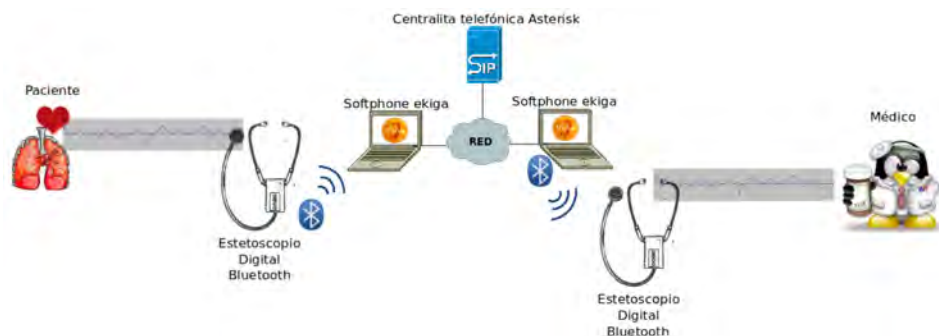 Centralita telefónica Asterisk
SIP
Paciente
Softphone ekiga
Softphone ekiga
Médico
RED
Estetoscopio
Digital
Bluetooth
Estetoscopio
Digital
Bluetooth